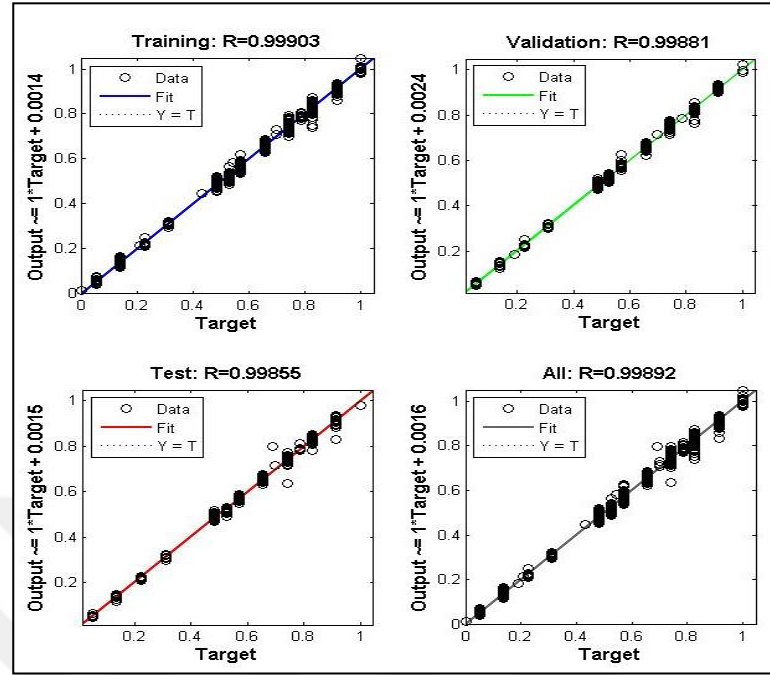 Training: R=0.99903
Output ~= 1*Target + 0.0014
Data
Fit
Y = T
1
0.8
0.6
0.4
0.2
0
0 0.2 0.4 0.6 0.8 1
Target
Validation: R=0.99881
Output ~= 1*Target + 0.0024
Data
Fit
Y = T
1
0.8
0.6
0.4
0.2
0.2 0.4 0.6 0.8 1
Target
Test: R=0.99855
Output ~= 1*Target + 0.0015
Data
Fit
Y = T
1
0.8
0.6
0.4
0.2
0.2 0.4 0.6 0.8 1
Target
All: R=0.99892
Output ~= 1*Target + 0.0016
Data
Fit
Y = T
1
0.8
0.6
0.4
0.2
0
0 0.2 0.4 0.6 0.8 1
Target